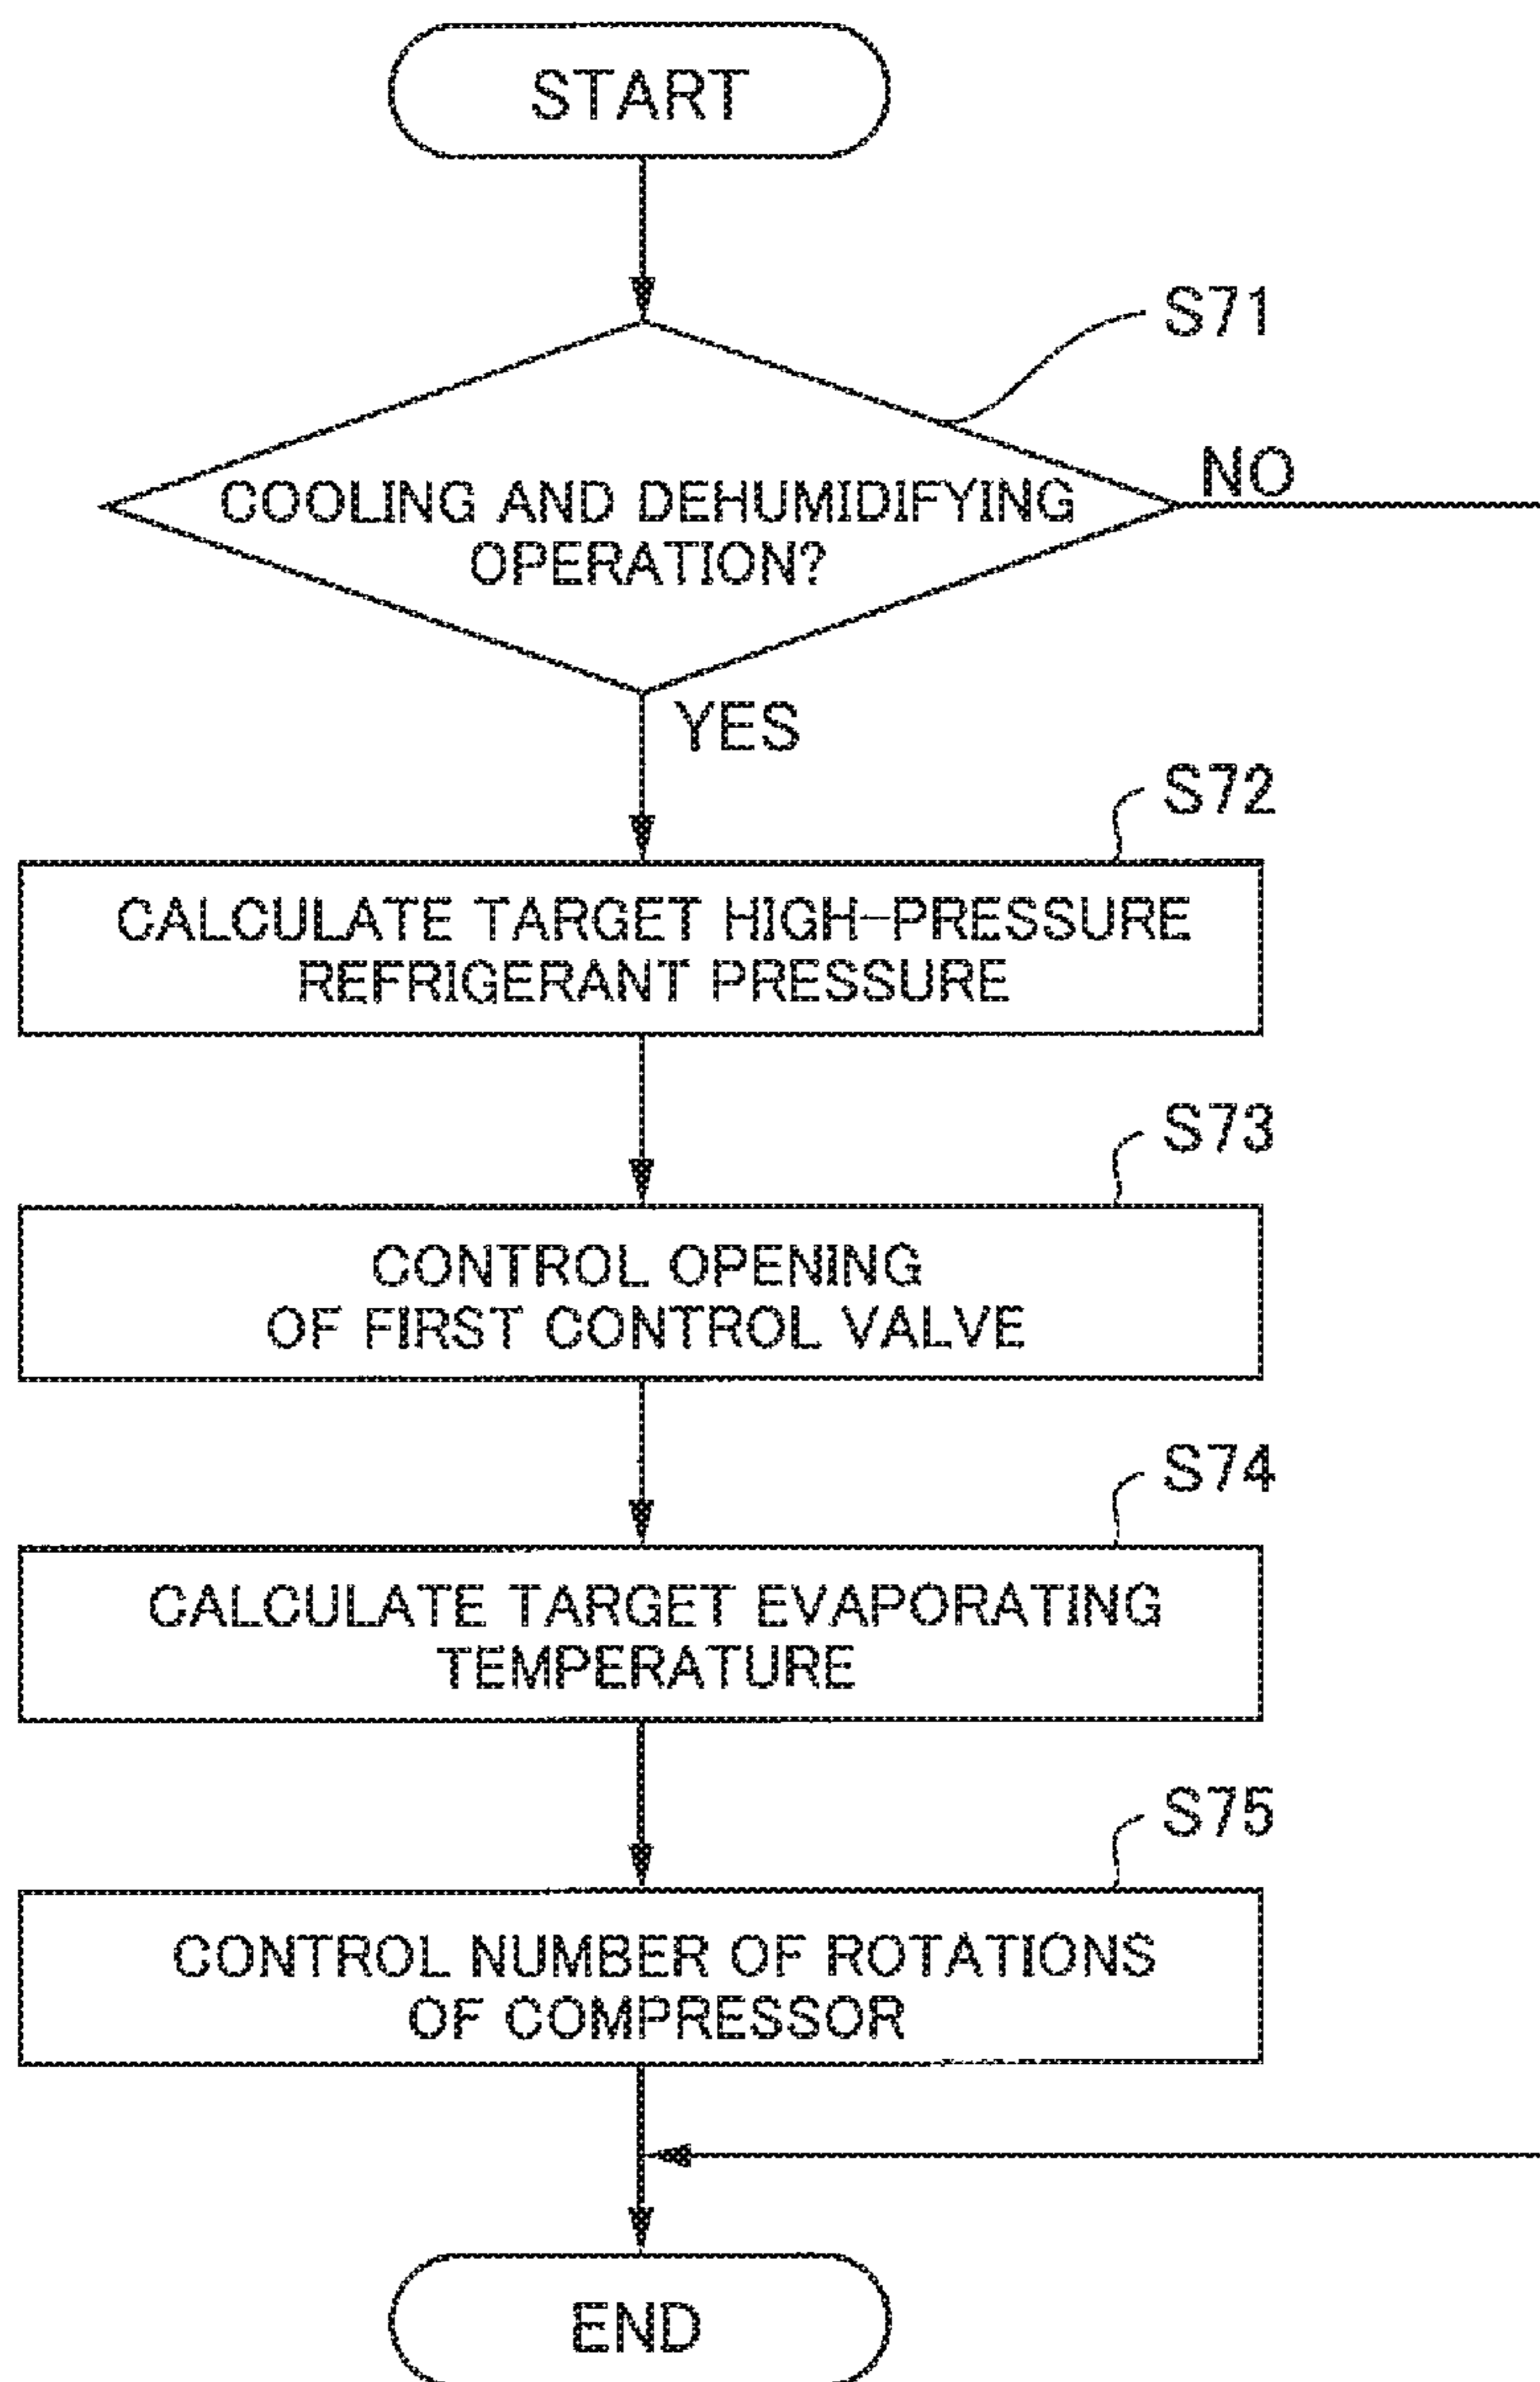 START
S71
COOLING AND DEHUMIDIFYING
OPERATION?
NO
YES
S72
CALCULATE TARGET HIGH-PRESSURE
REFRIGERANT PRESSURE
S73
CONTROL OPENING
OF FIRST CONTROL VALVE
S74
CALCULATE TARGET EVAPORATING
TEMPERATURE
S75
CONTROL NUMBER OF ROTATIONS
OF COMPRESSOR
END